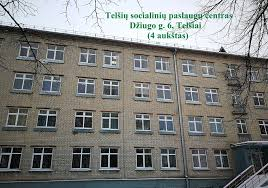 Telšių socialinių paslaugų centras
Džiugo g. 6, Telšiai
(4 aukštas)